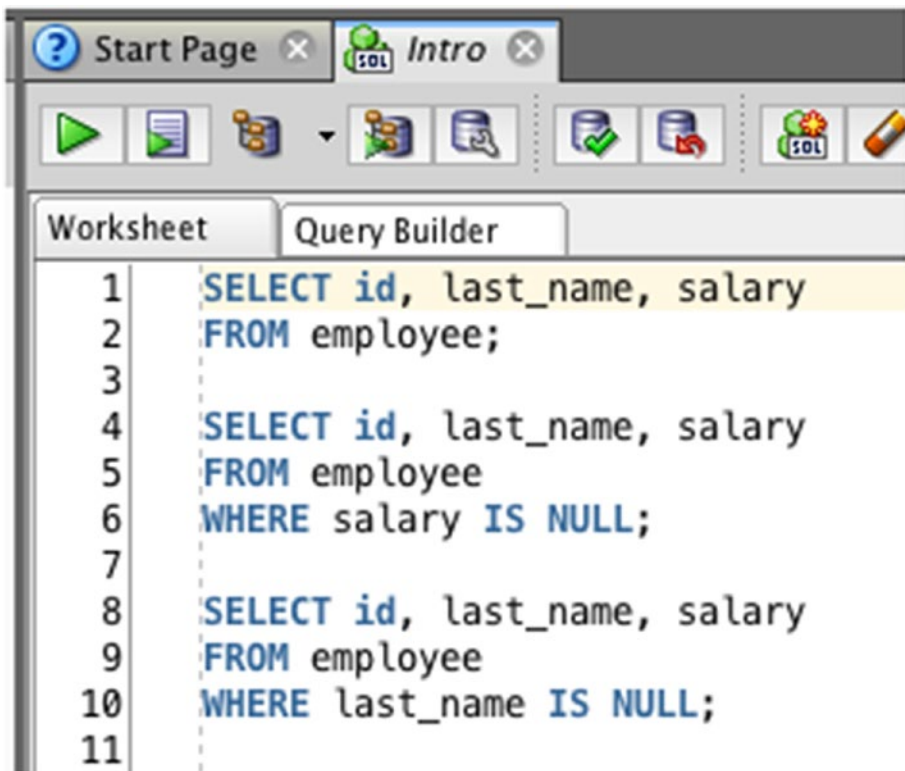 ? Start Page Intro
SQL
SQL
Worksheet Query Builder
1 SELECT id, last_name, salary
2 FROM employee;
3
4 SELECT id, last_name, salary
5 FROM employee
6 WHERE salary IS NULL;
7
8 SELECT id, last_name, salary
9 FROM employee
10 WHERE last_name IS NULL;
11